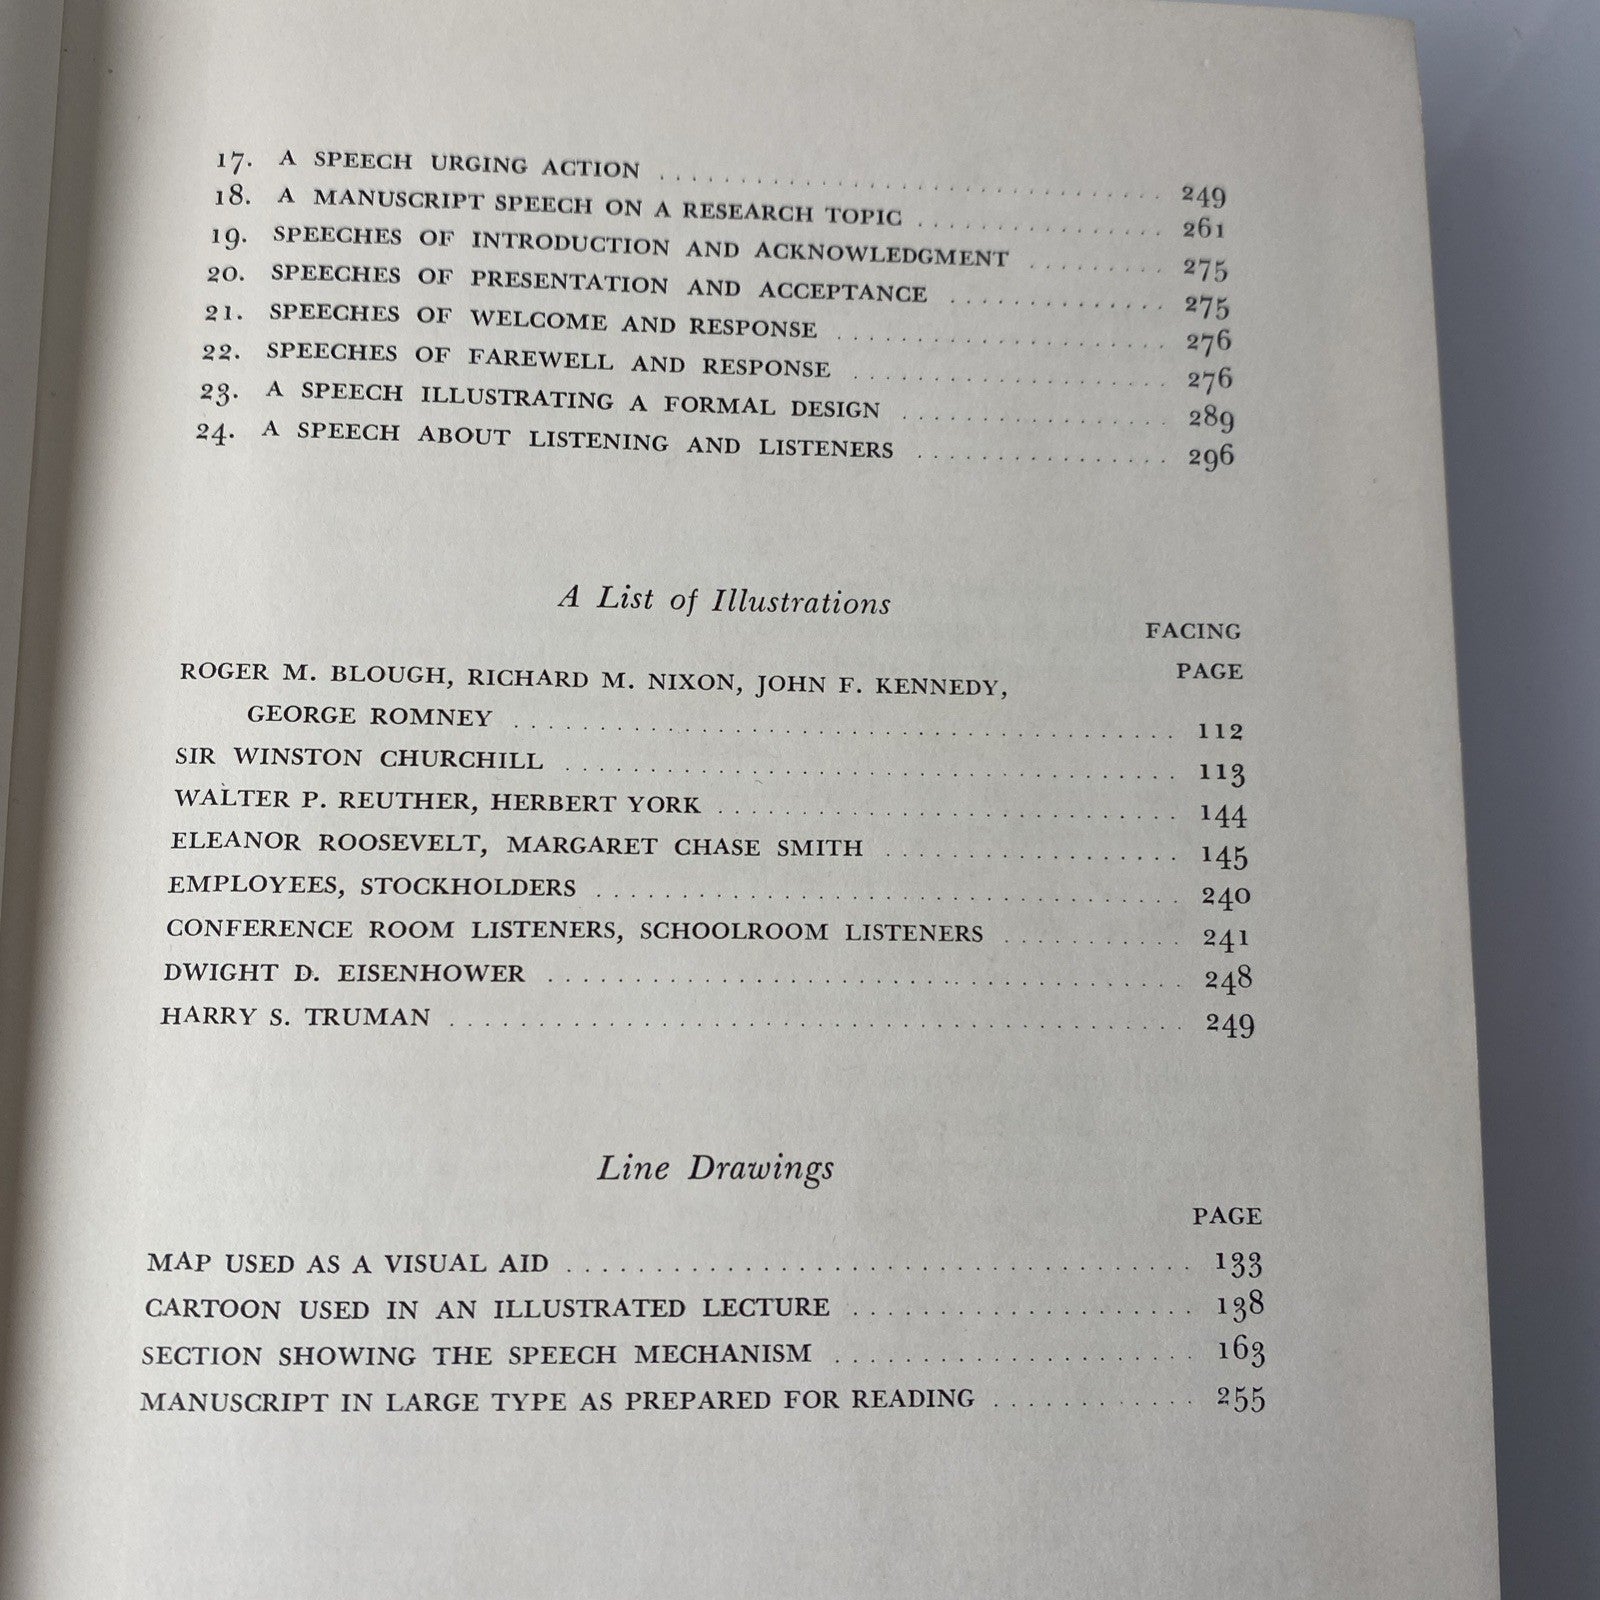 17. A SPEECH URGING ACTION 249
18. A MANUSCRIPT SPEECH ON A RESEARCH TOPIC 261
19. SPEECHES OF INTRODUCTION AND ACKNOWLEDGMENT 275
20. SPEECHES OF PRESENTATION AND ACCEPTANCE 275
21. SPEECHES OF WELCOME AND RESPONSE 276
22. SPEECHES OF FAREWELL AND RESPONSE 276
23. A SPEECH ILLUSTRATING A FORMAL DESIGN 289
24. A SPEECH ABOUT LISTENING AND LISTENERS 296
A List of Illustrations
FACING
PAGE
ROGER M. BLOUGH, RICHARD M. NIXON, JOHN F. KENNEDY,
GEORGE ROMNEY 112
SIR WINSTON CHURCHILL 113
WALTER P. REUTHER, HERBERT YORK 144
ELEANOR ROOSEVELT, MARGARET CHASE SMITH 145
EMPLOYEES, STOCKHOLDERS 240
CONFERENCE ROOM LISTENERS, SCHOOLROOM LISTENERS 241
DWIGHT D. EISENHOWER 248
HARRY S. TRUMAN 249
Line Drawings
PAGE
MAP USED AS A VISUAL AID 133
CARTOON USED IN AN ILLUSTRATED LECTURE 138
SECTION SHOWING THE SPEECH MECHANISM 163
MANUSCRIPT IN LARGE TYPE AS PREPARED FOR READING 255